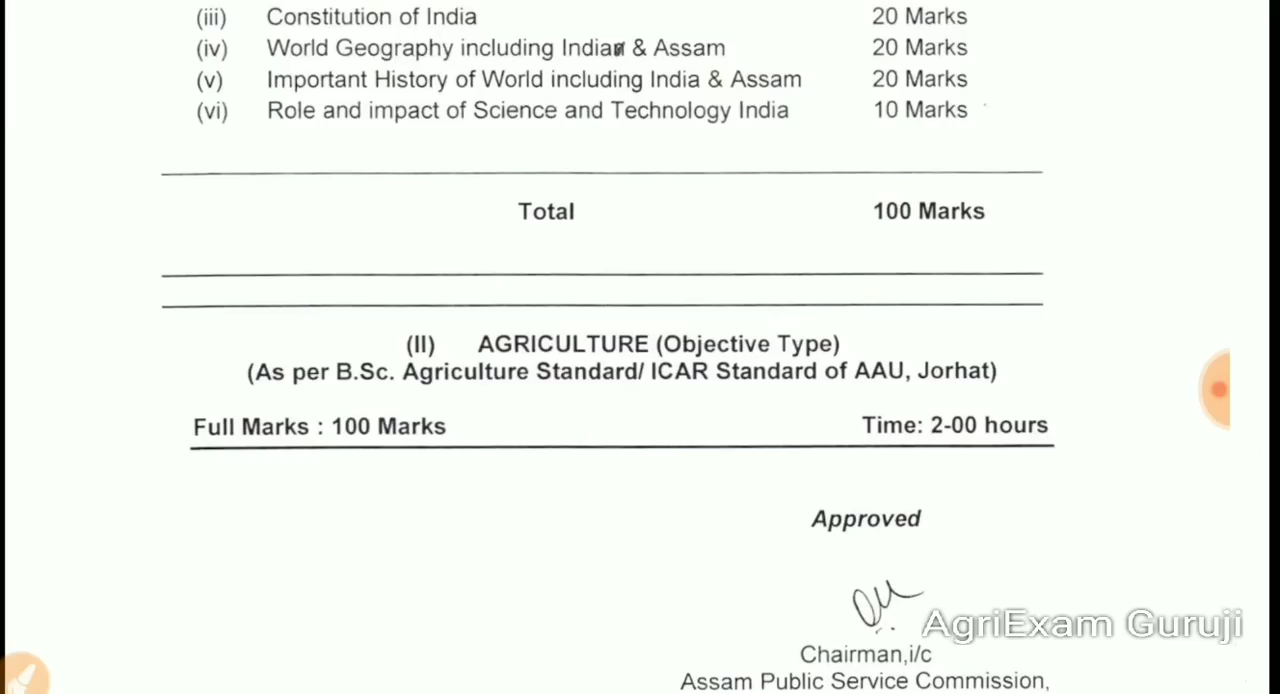 (iii) Constitution of India 20 Marks
(iv) World Geography including Indian & Assam 20 Marks
(v) Important History of World including India & Assam 20 Marks
(vi) Role and impact of Science and Technology India 10 Marks
Total 100 Marks
(II) AGRICULTURE (Objective Type)
(As per B.Sc. Agriculture Standard/ ICAR Standard of AAU, Jorhat)
Full Marks : 100 Marks Time: 2-00 hours
Approved
AgriExam Guruji
Chairman,i/c
Assam Public Service Commission,